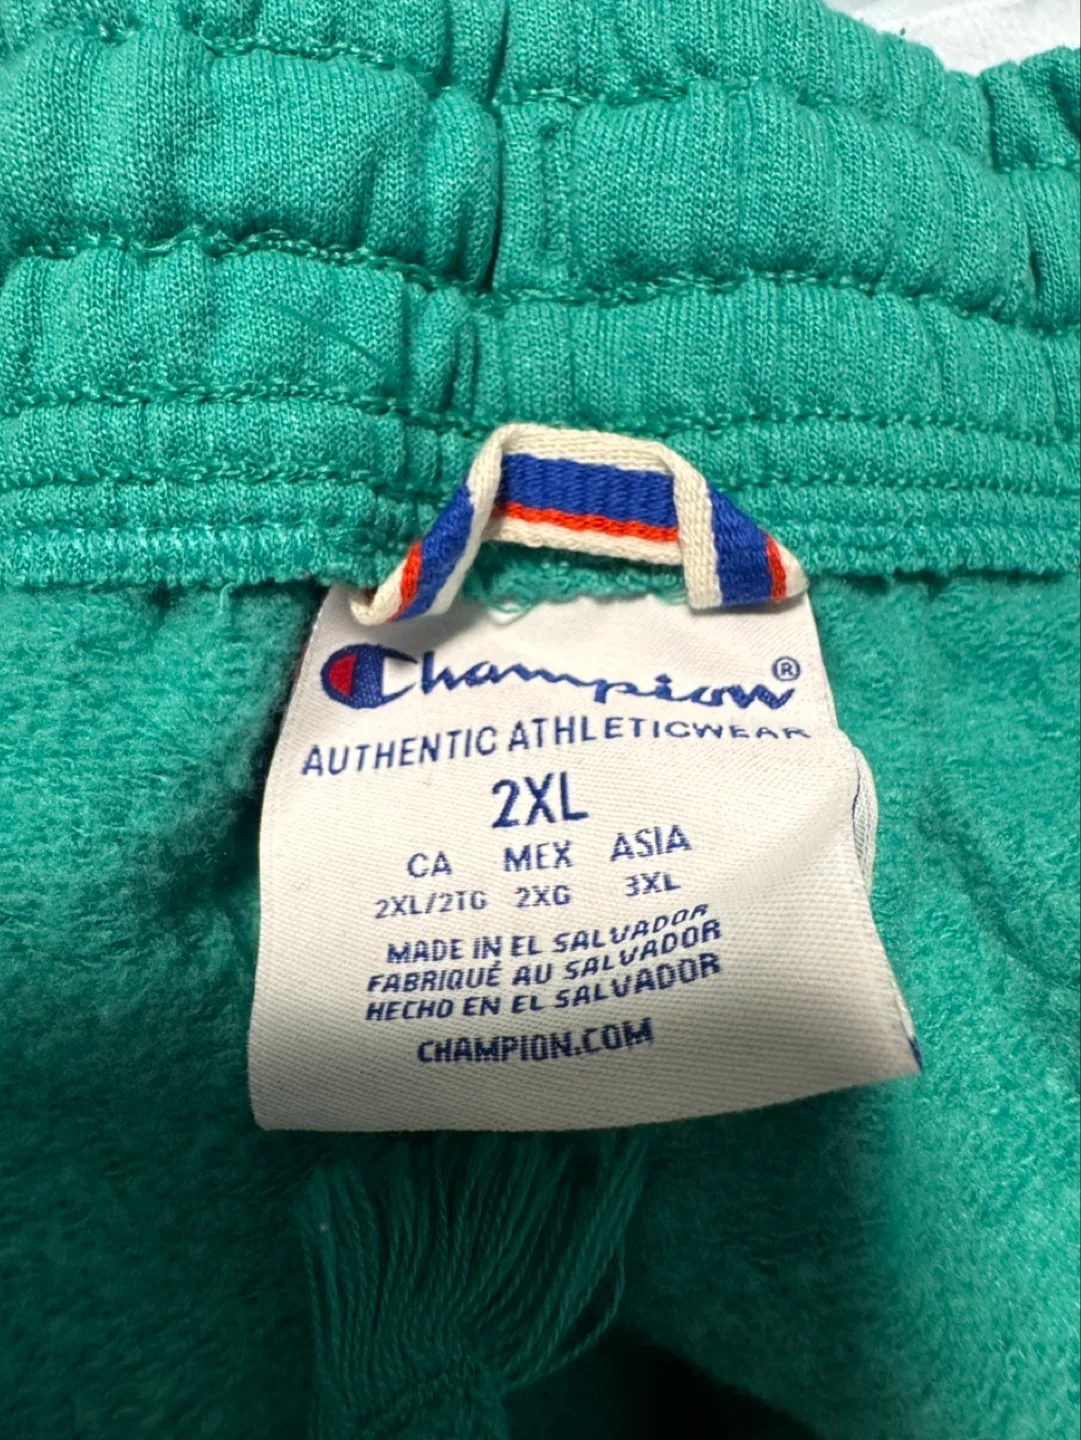 Champion®
AUTHENTIC ATHLETICWEAR
2XL
CA MEX ASIA
2XL/2TG 2XG 3XL
MADE IN EL SALVADOR
FABRIQUÉ AU SALVADOR
HECHO EN EL SALVADOR
CHAMPION.COM